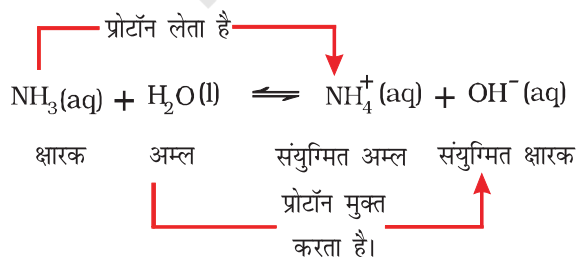 प्रोटॉन लेता है
NH₃(aq) + H₂O(l) ⇌ NH₄⁺(aq) + OH⁻(aq)
क्षारक अम्ल संयुग्मित अम्ल संयुग्मित क्षारक
प्रोटॉन मुक्त
करता है।